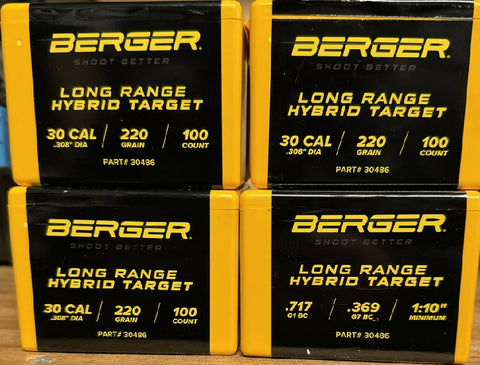 BERGER.
SHOOT BETTER
LONG RANGE
HYBRID TARGET
30 CAL / 220 / 100
.308" DIA GRAIN COUNT
PART# 30486
BERGER.
SHOOT BETTER
LONG RANGE
HYBRID TARGET
30 CAL / 220 / 100
.308" DIA GRAIN COUNT
PART# 30486
BERGER.
SHOOT BETTER
LONG RANGE
HYBRID TARGET
30 CAL / 220 / 100
.308" DIA GRAIN COUNT
PART# 30486
BERGER.
SHOOT BETTER
LONG RANGE
HYBRID TARGET
.717 / .369 / 1:10"
G1 BC G7 BC MINIMUM
PART# 30486